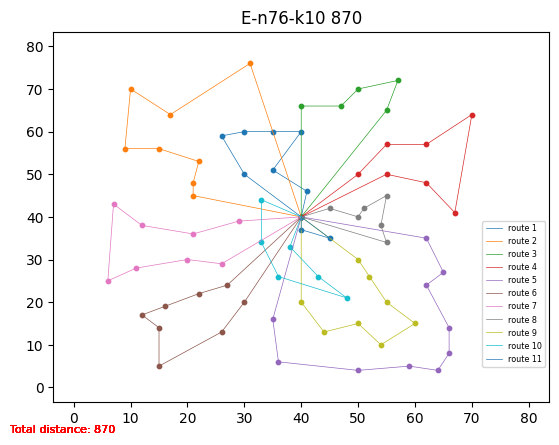 E-n76-k10 870
80
70
60
50
40
30
20
10
0
route 1
route 2
route 3
route 4
route 5
route 6
route 7
route 8
route 9
route 10
route 11
0 10 20 30 40 50 60 70 80
Total distance: 870